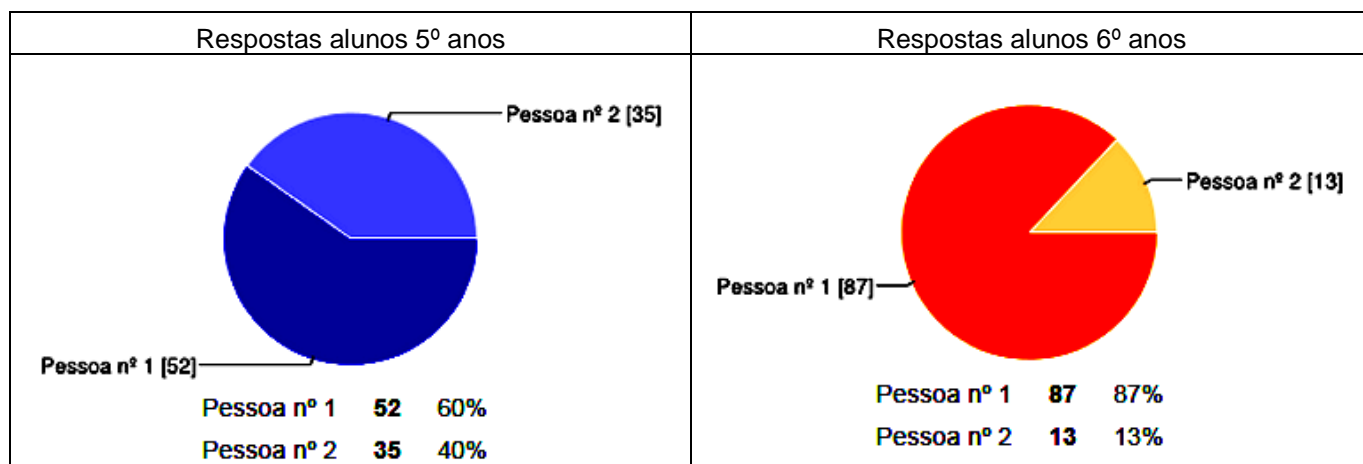 Respostas alunos 5º anos
Pessoa nº 2 [35]
Pessoa nº 1 [52]
Pessoa nº 1 52 60%
Pessoa nº 2 35 40%
Respostas alunos 6º anos
Pessoa nº 2 [13]
Pessoa nº 1 [87]
Pessoa nº 1 87 87%
Pessoa nº 2 13 13%